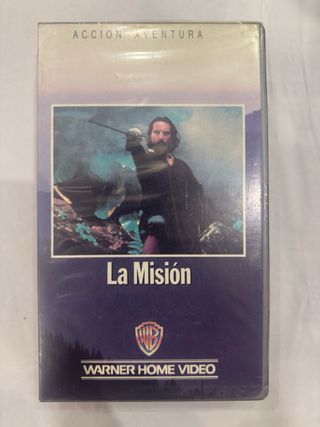 ACCION-AVENTURA
La Misión
WB
WARNER HOME VIDEO